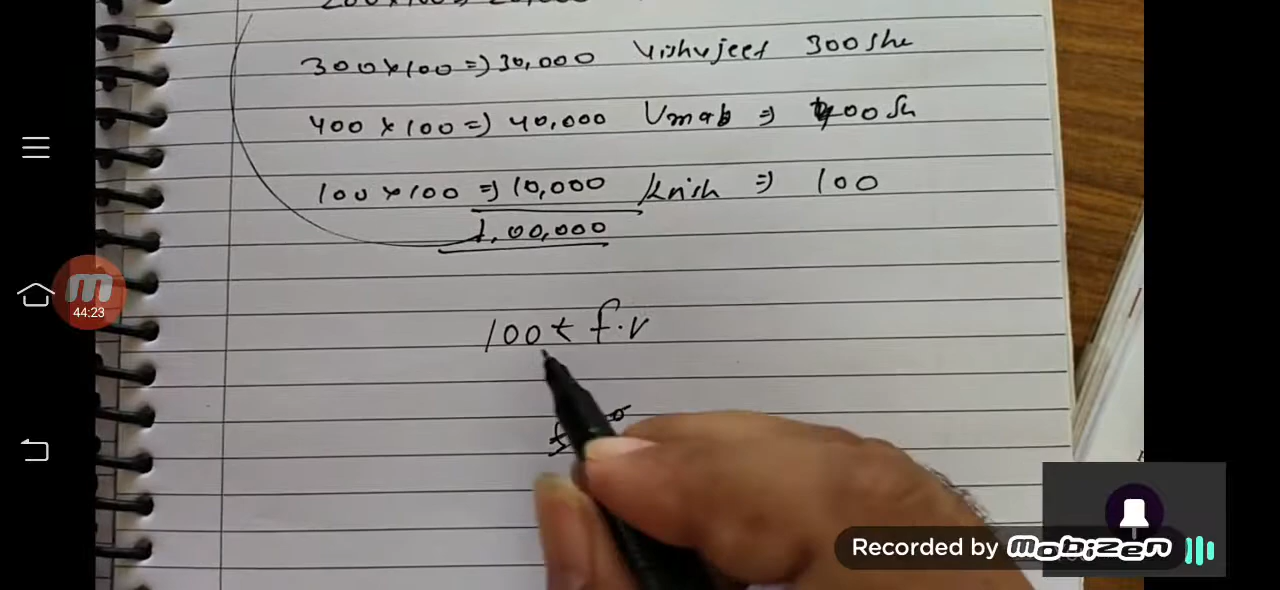 300×100=) 30,000 Vishvjeet 300 She
400 × 100 =) 40,000 Umab =) 400 Sh
100 × 100 =) 10,000 Krish =) 100
1,00,000
100₹ f.v
44:23
Recorded by Mobizen